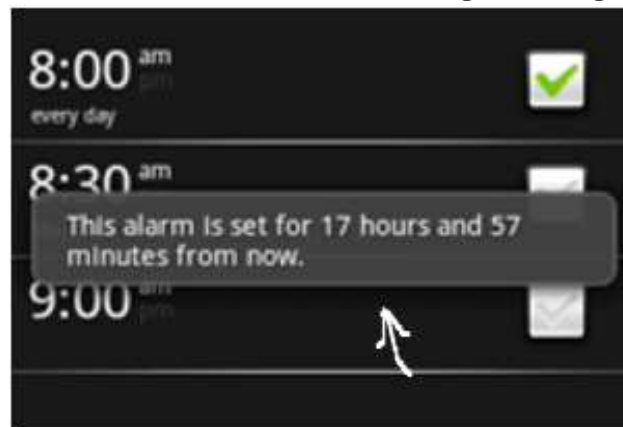 8:00 am
pm
every day
8:30 am
This alarm is set for 17 hours and 57
minutes from now.
9:00 am
pm